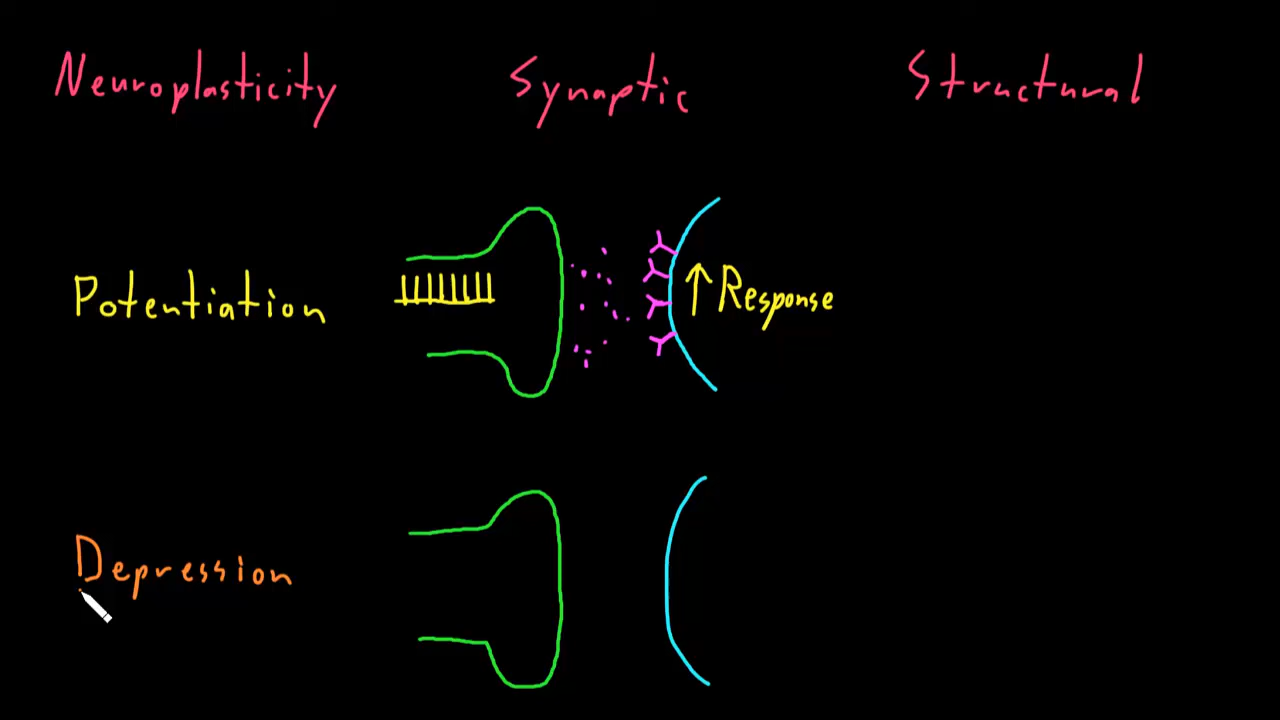 Neuroplasticity Synaptic Structural
Potentiation ↑ Response
Depression